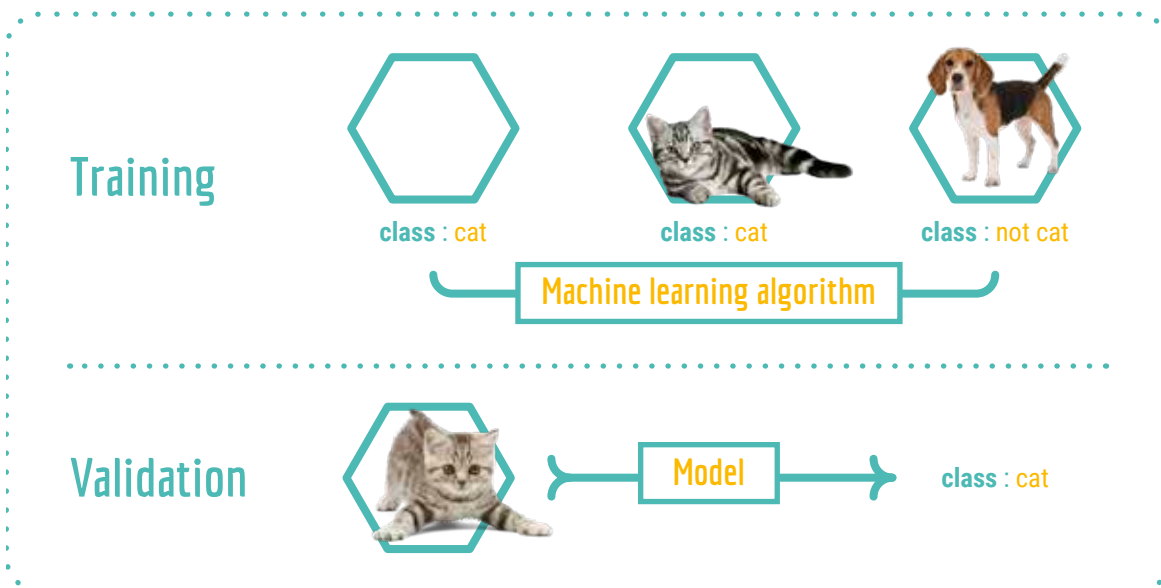 Training
class : cat
class : cat
class : not cat
Machine learning algorithm
Validation
Model
class : cat